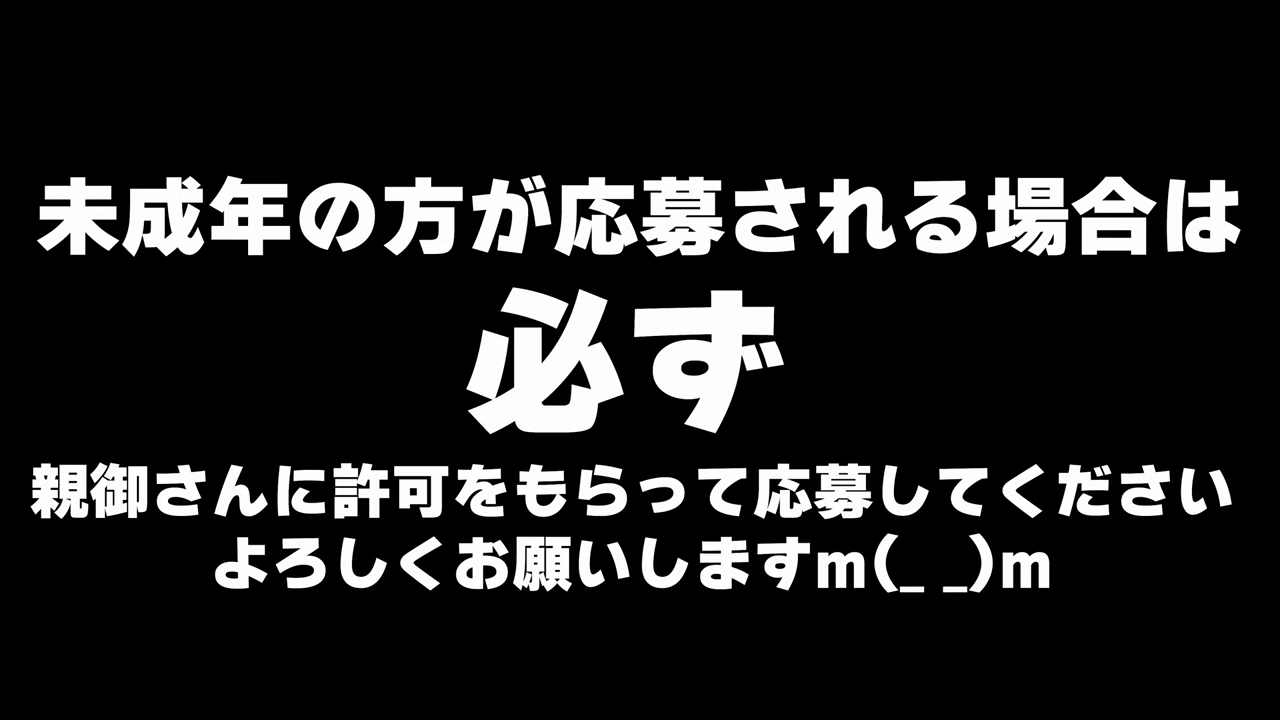 未成年の方が応募される場合は
必ず
親御さんに許可をもらって応募してください
よろしくお願いしますm(_ _)m